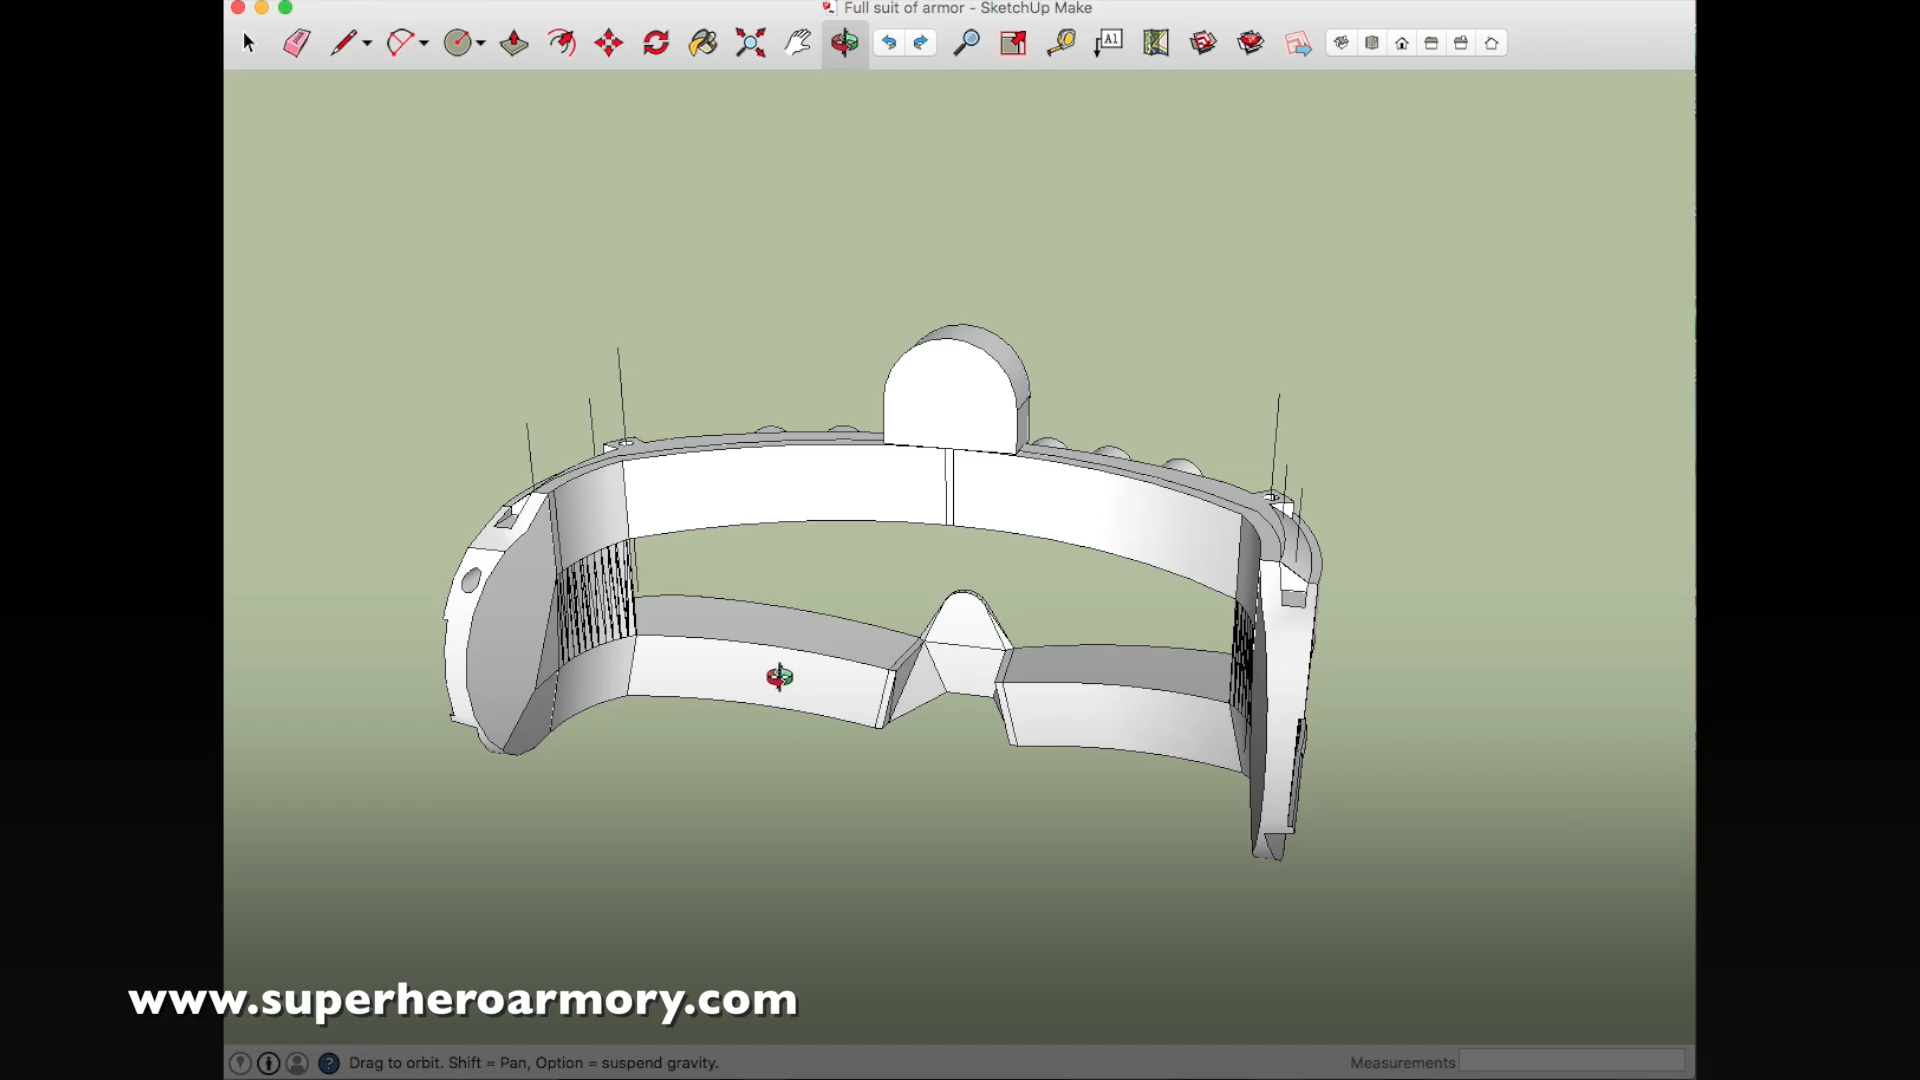 Full suit of armor - SketchUp Make
A1
www.superheroarmory.com
Drag to orbit. Shift = Pan, Option = suspend gravity.
Measurements